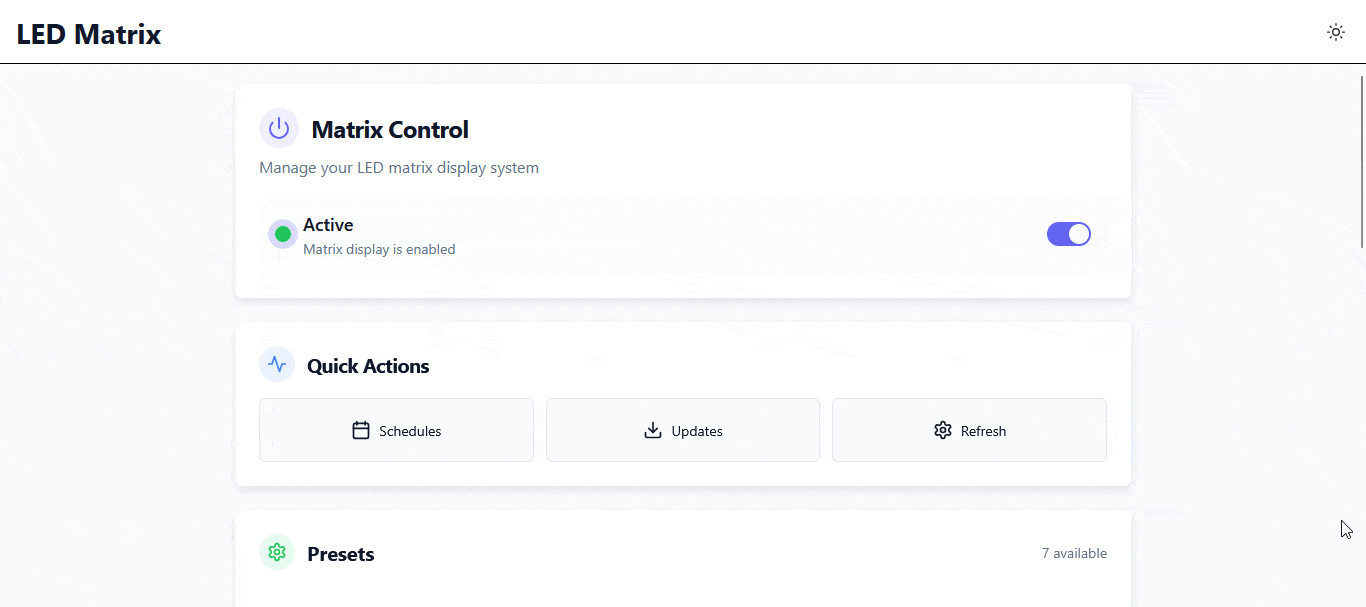 LED Matrix
Matrix Control
Manage your LED matrix display system
Active
Matrix display is enabled
Quick Actions
Schedules
Updates
Refresh
Presets
7 available